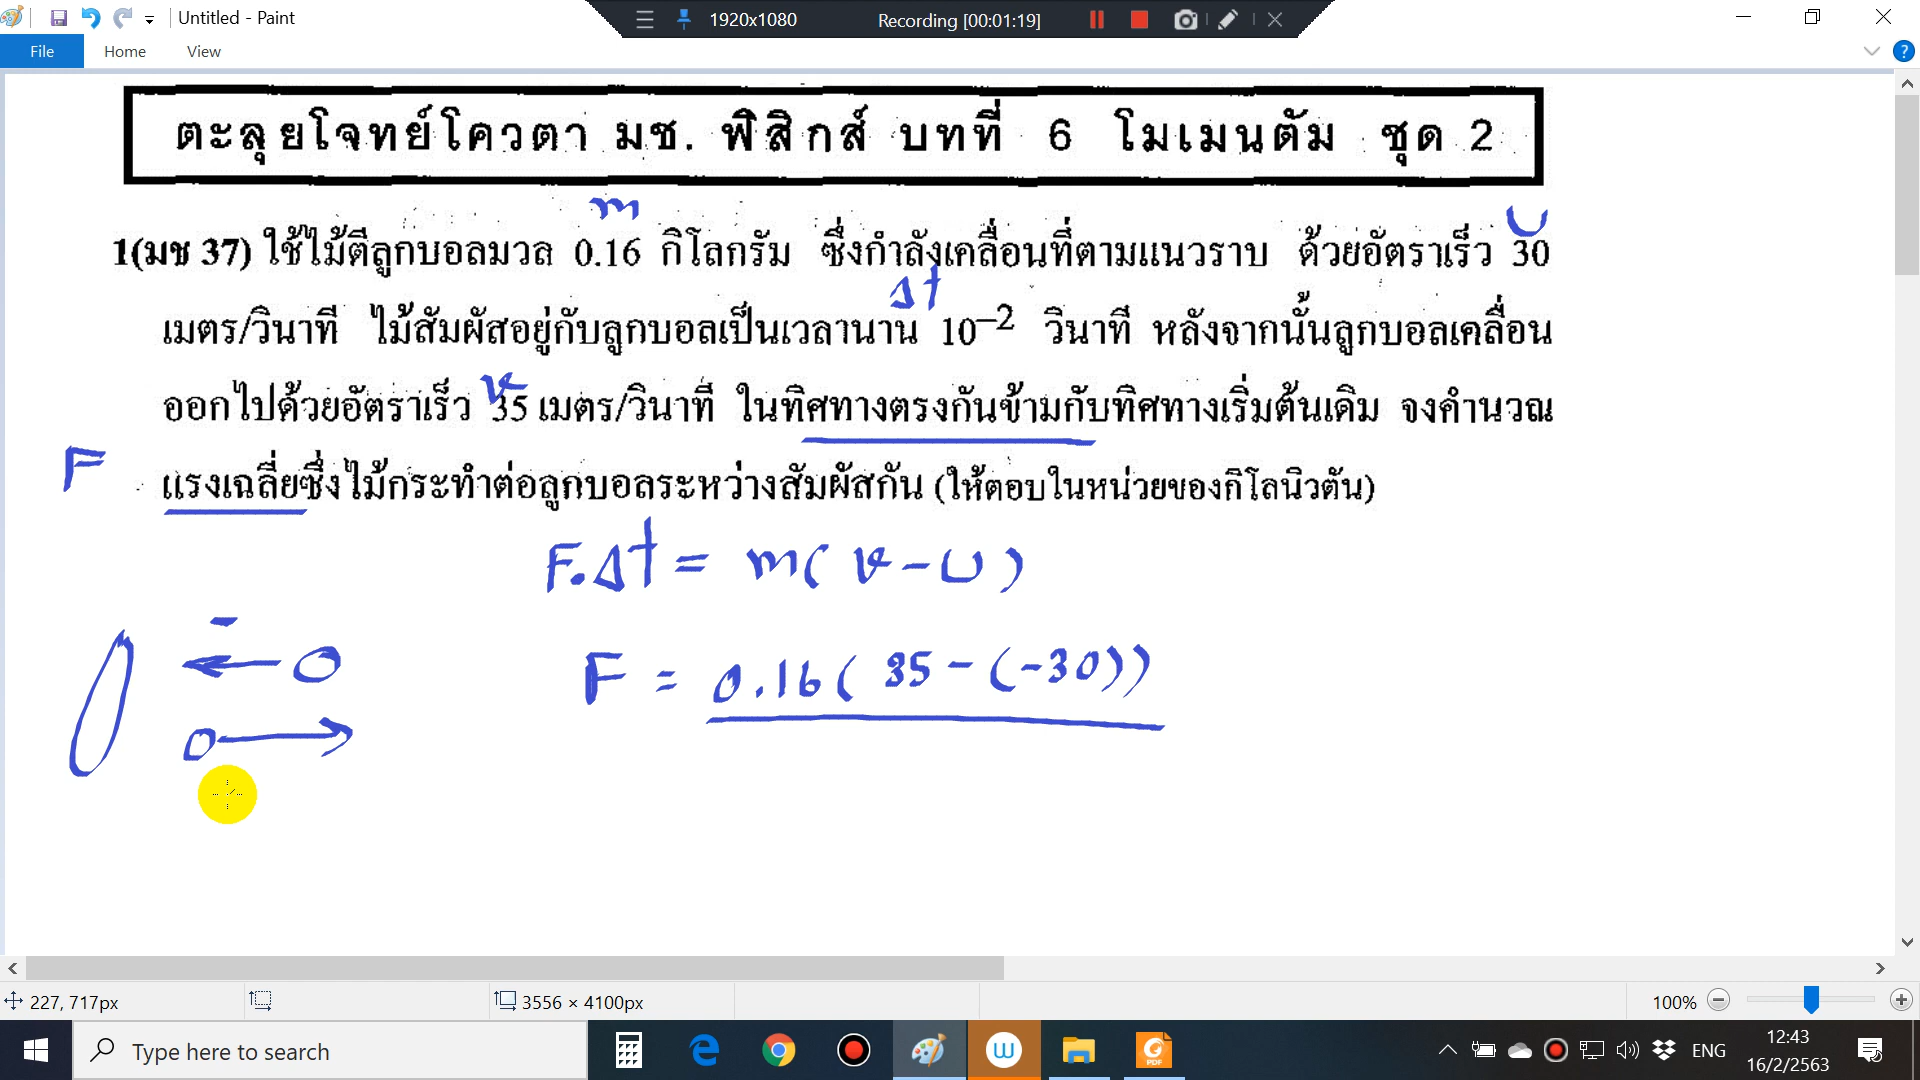 Untitled - Paint
1920x1080
Recording [00:01:19]
File
Home
View
ตะลุยโจทย์โควตา มช. ฟิสิกส์ บทที่ 6 โมเมนตัม ชุด 2
m
U
1(มช 37) ใช้ไม้ตีลูกบอลมวล 0.16 กิโลกรัม ซึ่งกำลังเคลื่อนที่ตามแนวราบ ด้วยอัตราเร็ว 30
Δt
เมตร/วินาที ไม้สัมผัสอยู่กับลูกบอลเป็นเวลานาน 10⁻² วินาที หลังจากนั้นลูกบอลเคลื่อน
v
ออกไปด้วยอัตราเร็ว 35 เมตร/วินาที ในทิศทางตรงกันข้ามกับทิศทางเริ่มต้นเดิม จงคำนวณ
F
แรงเฉลี่ยซึ่งไม้กระทำต่อลูกบอลระหว่างสัมผัสกัน (ให้ตอบในหน่วยของกิโลนิวตัน)
F.Δt = m( v - U )
-
F = 0.16( 35 - (-30))
227, 717px
3556 × 4100px
100%
Type here to search
ENG
12:43
16/2/2563